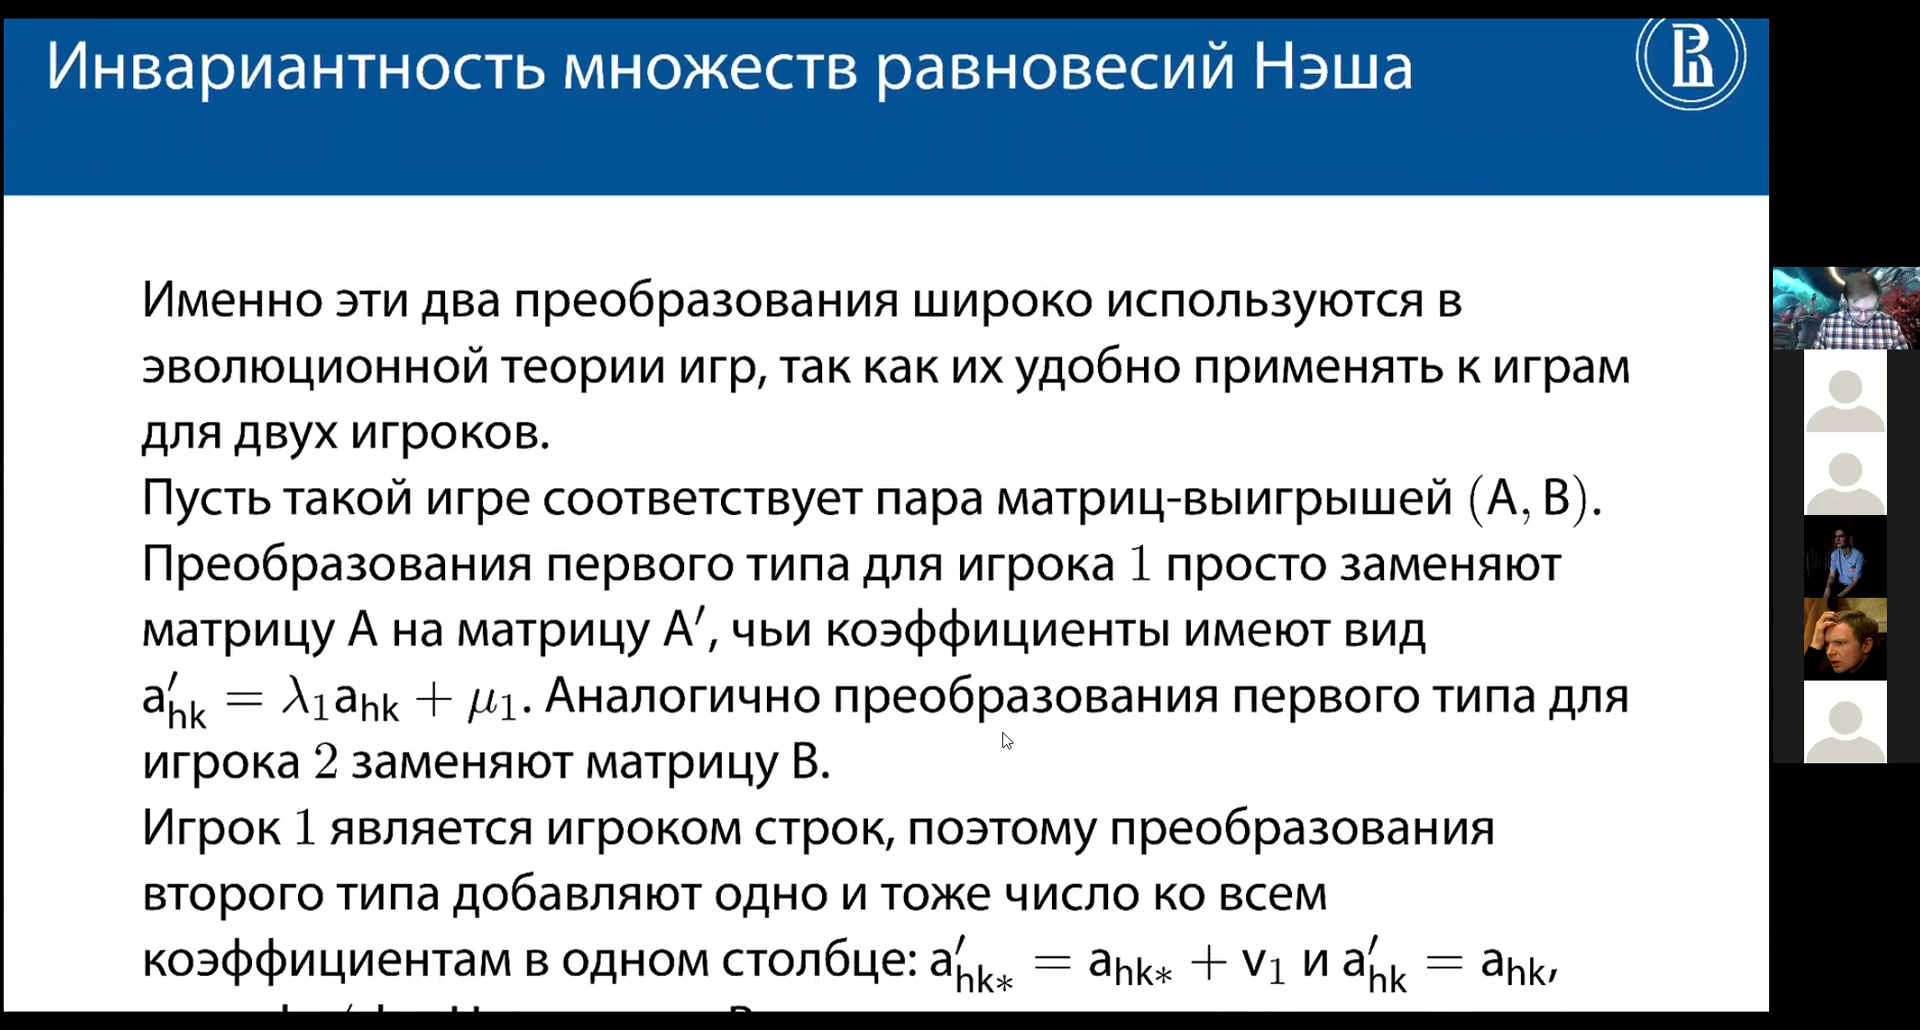 Инвариантность множеств равновесий Нэша
Именно эти два преобразования широко используются в
эволюционной теории игр, так как их удобно применять к играм
для двух игроков.
Пусть такой игре соответствует пара матриц-выигрышей (A, B).
Преобразования первого типа для игрока 1 просто заменяют
матрицу A на матрицу A′, чьи коэффициенты имеют вид
a′hk = λ1ahk + μ1. Аналогично преобразования первого типа для
игрока 2 заменяют матрицу B.
Игрок 1 является игроком строк, поэтому преобразования
второго типа добавляют одно и тоже число ко всем
коэффициентам в одном столбце: a′hk* = ahk* + v1 и a′hk = ahk,